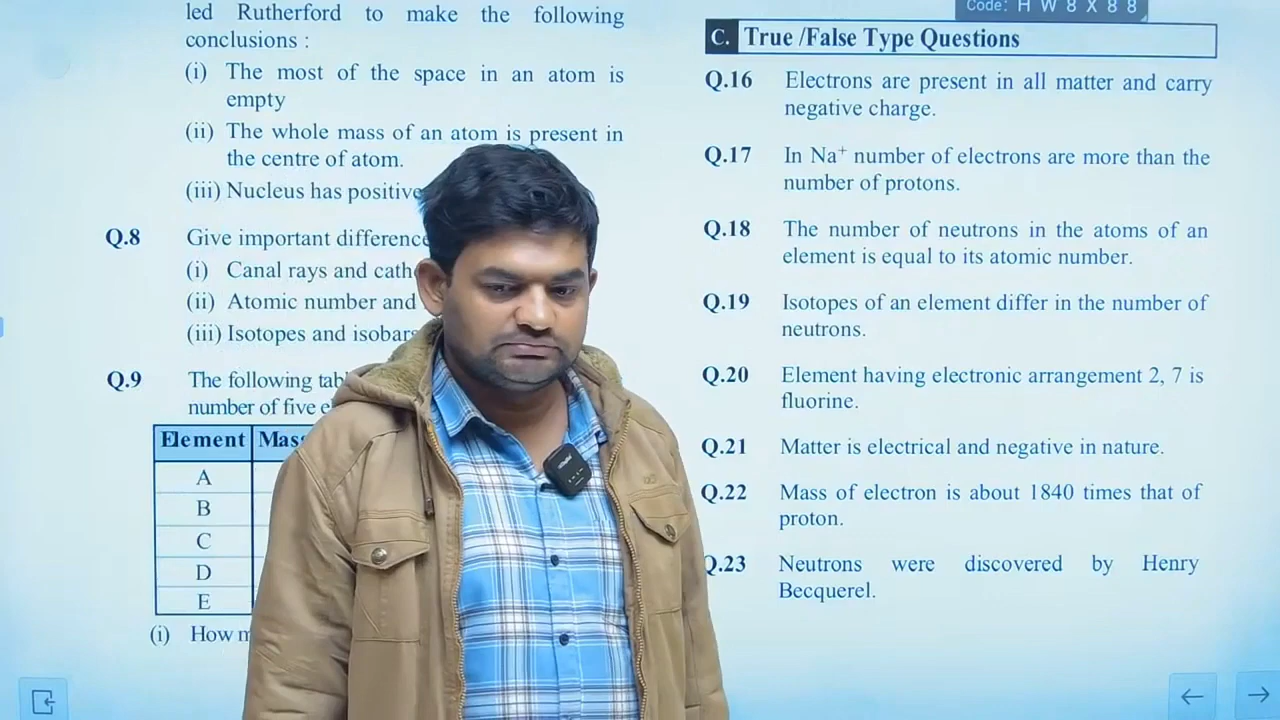 led Rutherford to make the following
conclusions :
(i) The most of the space in an atom is
empty
(ii) The whole mass of an atom is present in
the centre of atom.
(iii) Nucleus has positive
Q.8 Give important difference
(i) Canal rays and cath
(ii) Atomic number and
(iii) Isotopes and isobars
Q.9 The following tab
number of five e
Element Mass
A
B
C
D
E
(i) How m
Code: H W 8 X 8 8
C. True /False Type Questions
Q.16 Electrons are present in all matter and carry
negative charge.
Q.17 In Na⁺ number of electrons are more than the
number of protons.
Q.18 The number of neutrons in the atoms of an
element is equal to its atomic number.
Q.19 Isotopes of an element differ in the number of
neutrons.
Q.20 Element having electronic arrangement 2, 7 is
fluorine.
Q.21 Matter is electrical and negative in nature.
Q.22 Mass of electron is about 1840 times that of
proton.
Q.23 Neutrons were discovered by Henry
Becquerel.